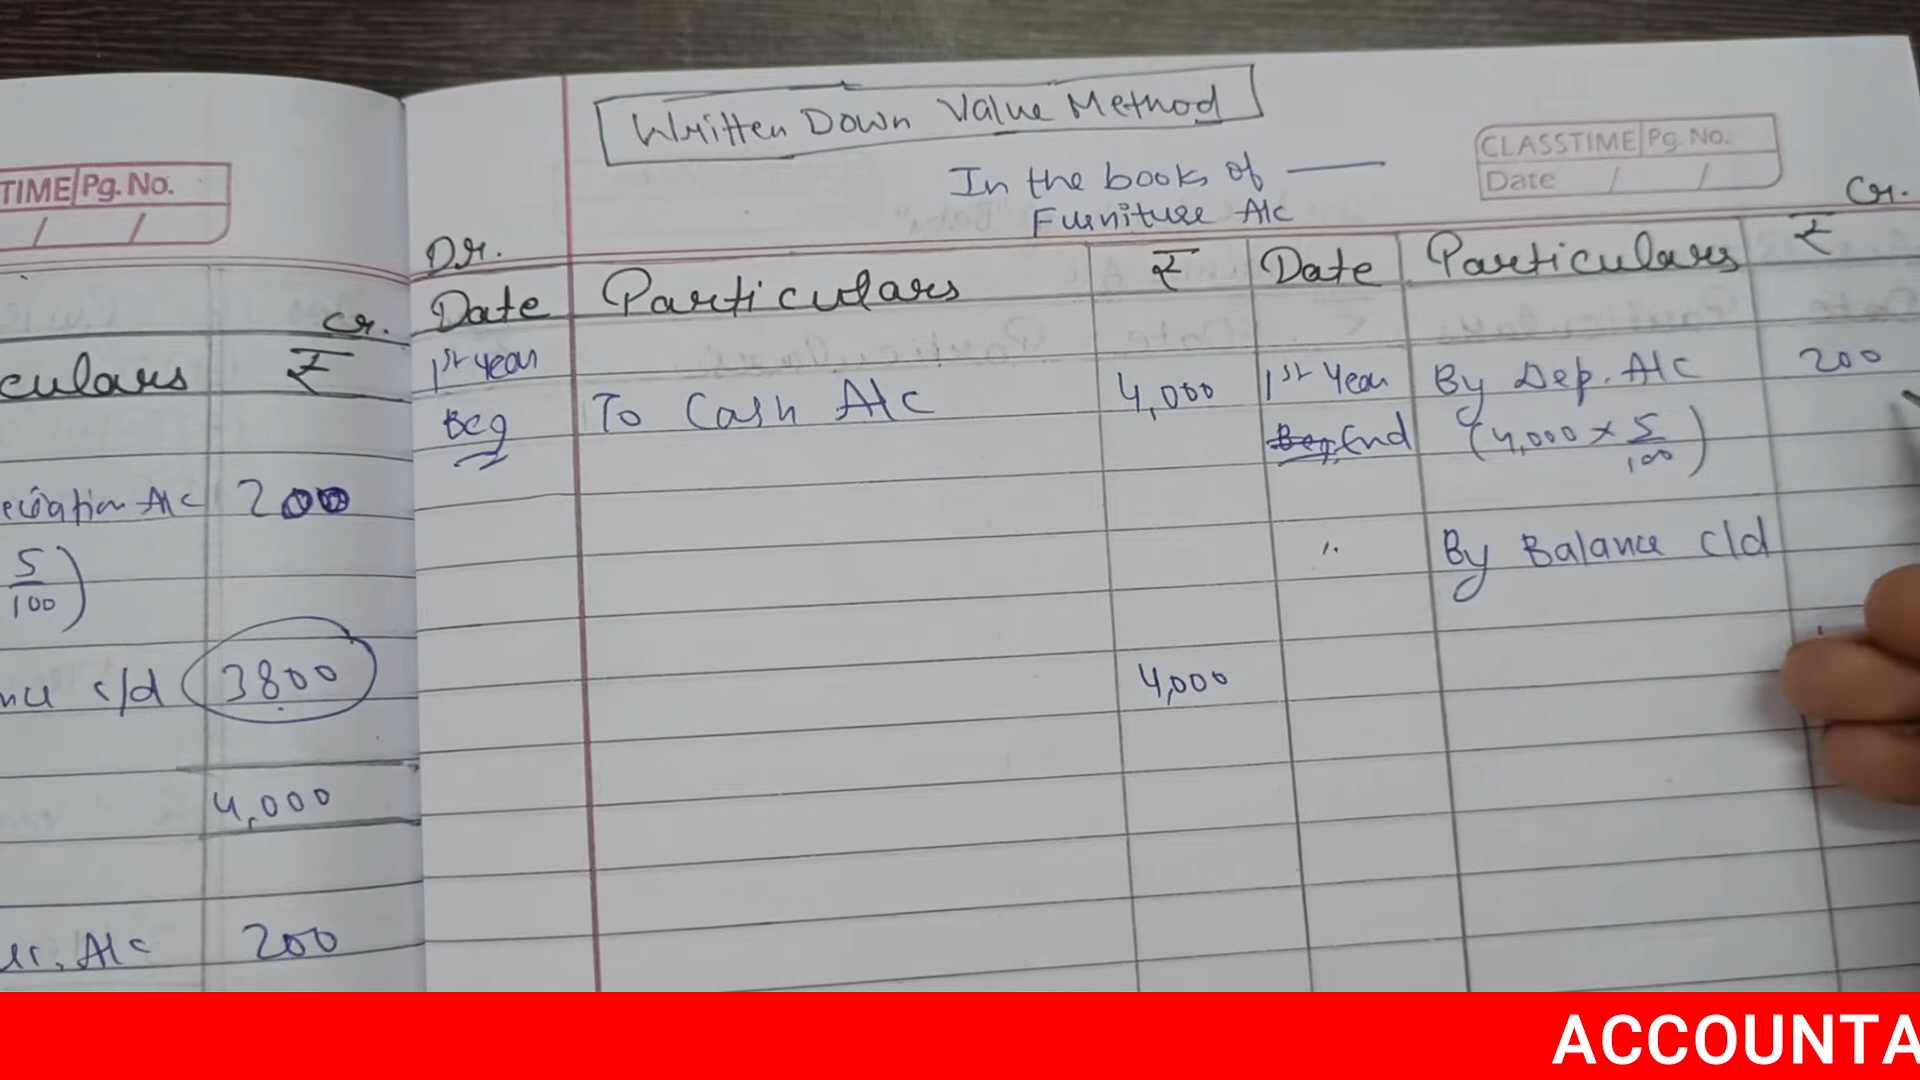 TIME Pg. No.
/ /
Cr.
culars ₹
eciation A/c 200
5
100 )
nce c/d 3800
4,000
er. A/c 200
Written Down Value Method
In the books of ——
Furniture A/c
CLASSTIME Pg. No.
Date / /
Dr. Cr.
Date Particulars ₹ Date Particulars ₹
1st year To Cash A/c 4,000 1st Year By Dep. A/c 200
Beg Beg. End (4,000 × 5/100)
" By Balance c/d
4,000
ACCOUNTA